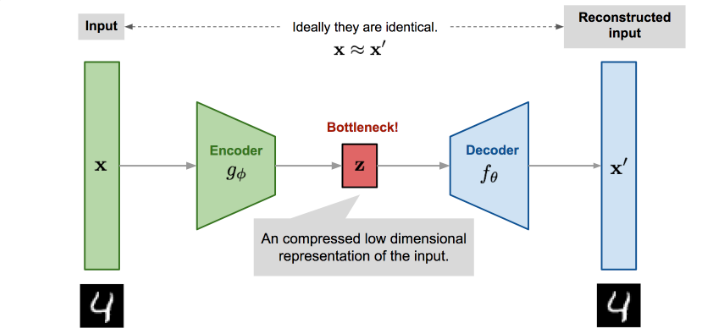 Input
Ideally they are identical.
x ≈ x′
Reconstructed
input
Bottleneck!
Encoder
gϕ
x
z
Decoder
fθ
x′
An compressed low dimensional
representation of the input.
4
4